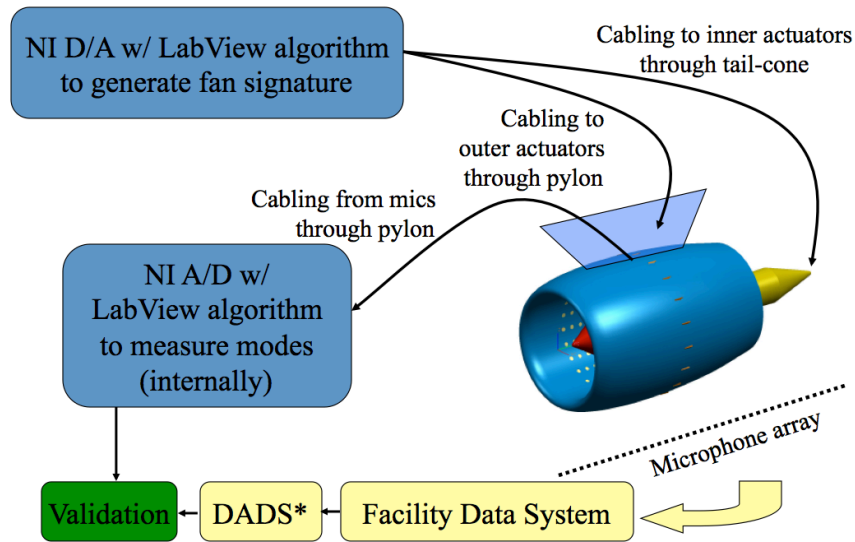 NI D/A w/ LabView algorithm
to generate fan signature
Cabling to inner actuators
through tail-cone
Cabling to
outer actuators
through pylon
Cabling from mics
through pylon
NI A/D w/
LabView algorithm
to measure modes
(internally)
Microphone array
Validation
DADS*
Facility Data System